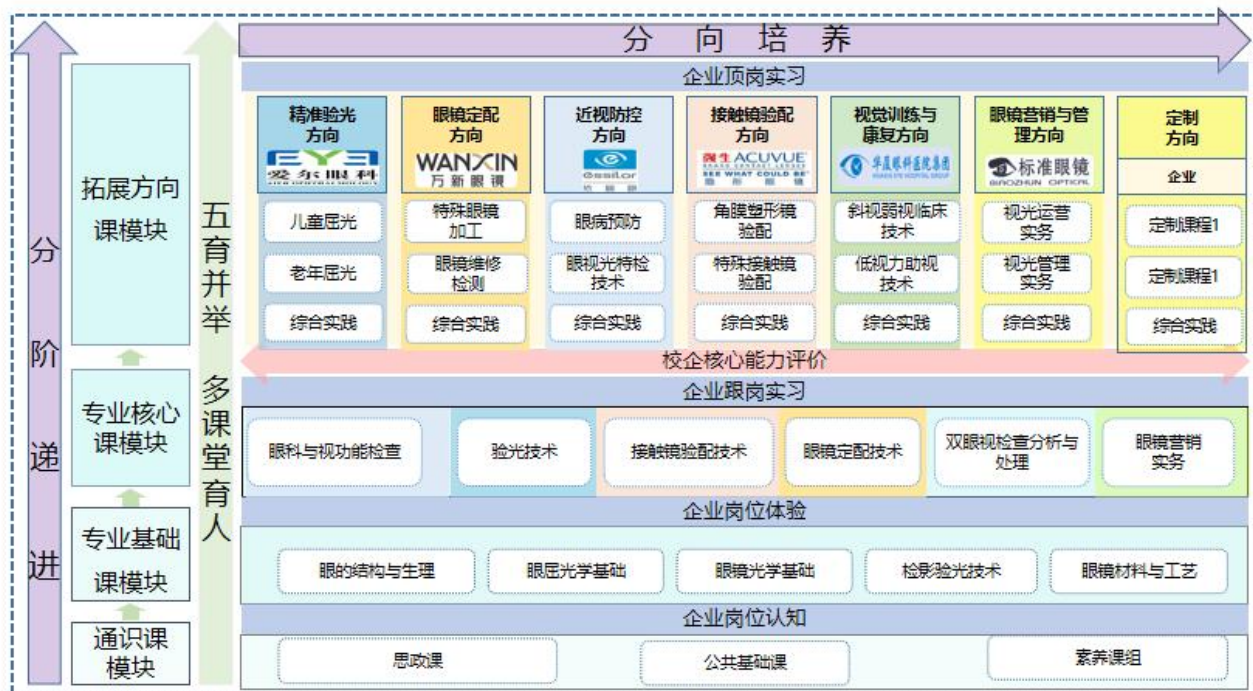 分向培养
企业顶岗实习
精准验光
方向
爱尔眼科
眼镜定配
方向
WANXIN
万新眼镜
近视防控
方向
essilor
接触镜验配
方向
强生 ACUVUE
SEE WHAT COULD BE
隐形眼镜
视觉训练与
康复方向
华厦眼科医院集团
眼镜营销与管
理方向
标准眼镜
BIAOZHUN OPTICAL
定制
方向
企业
儿童屈光
老年屈光
综合实践
特殊眼镜
加工
眼镜维修
检测
综合实践
眼病预防
眼视光特检
技术
综合实践
角膜塑形镜
验配
特殊接触镜
验配
综合实践
斜视弱视临床
技术
低视力助视
技术
综合实践
视光运营
实务
视光管理
实务
综合实践
定制课程1
定制课程1
综合实践
校企核心能力评价
企业跟岗实习
眼科与视功能检查
验光技术
接触镜验配技术
眼镜定配技术
双眼视检查分析与
处理
眼镜营销
实务
企业岗位体验
眼的结构与生理
眼屈光学基础
眼镜光学基础
检影验光技术
眼镜材料与工艺
企业岗位认知
思政课
公共基础课
素养课组
分阶递进
拓展方向
课模块
专业核心
课模块
专业基础
课模块
通识课
模块
五育并举 多课堂育人